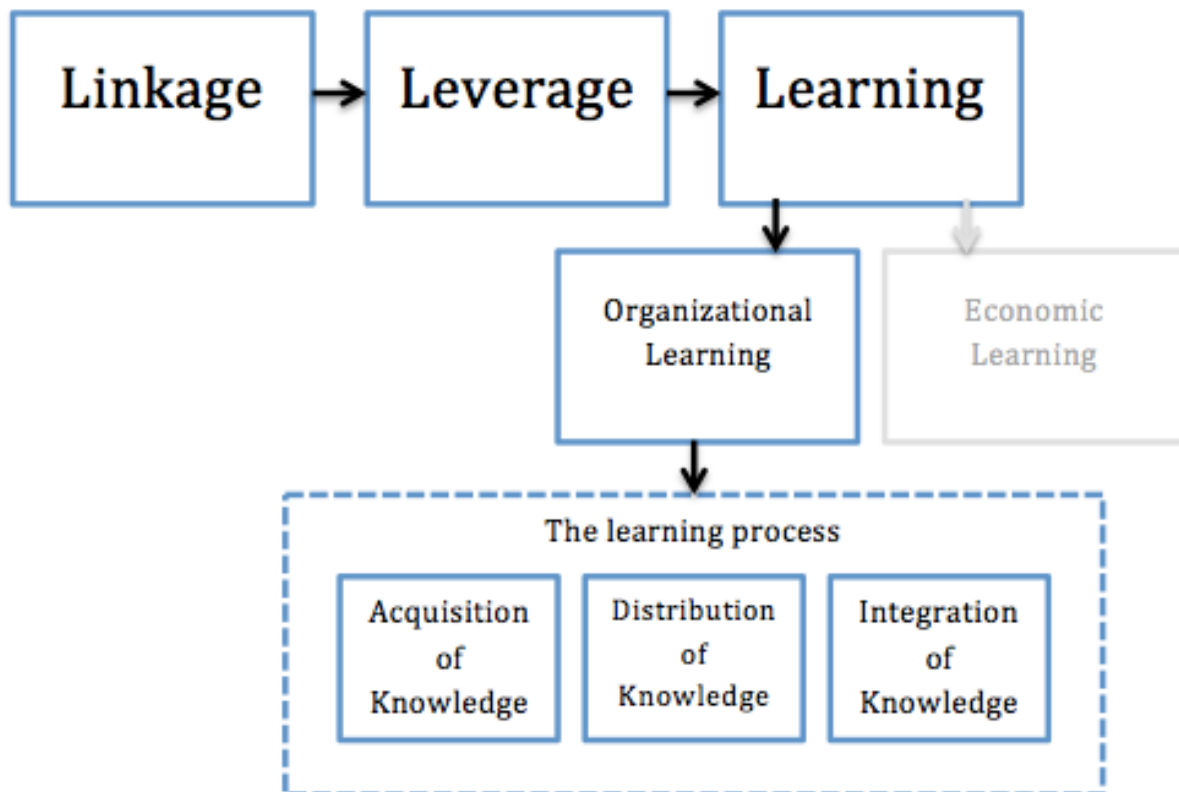 Linkage
Leverage
Learning
Organizational
Learning
Economic
Learning
The learning process
Acquisition
of
Knowledge
Distribution
of
Knowledge
Integration
of
Knowledge